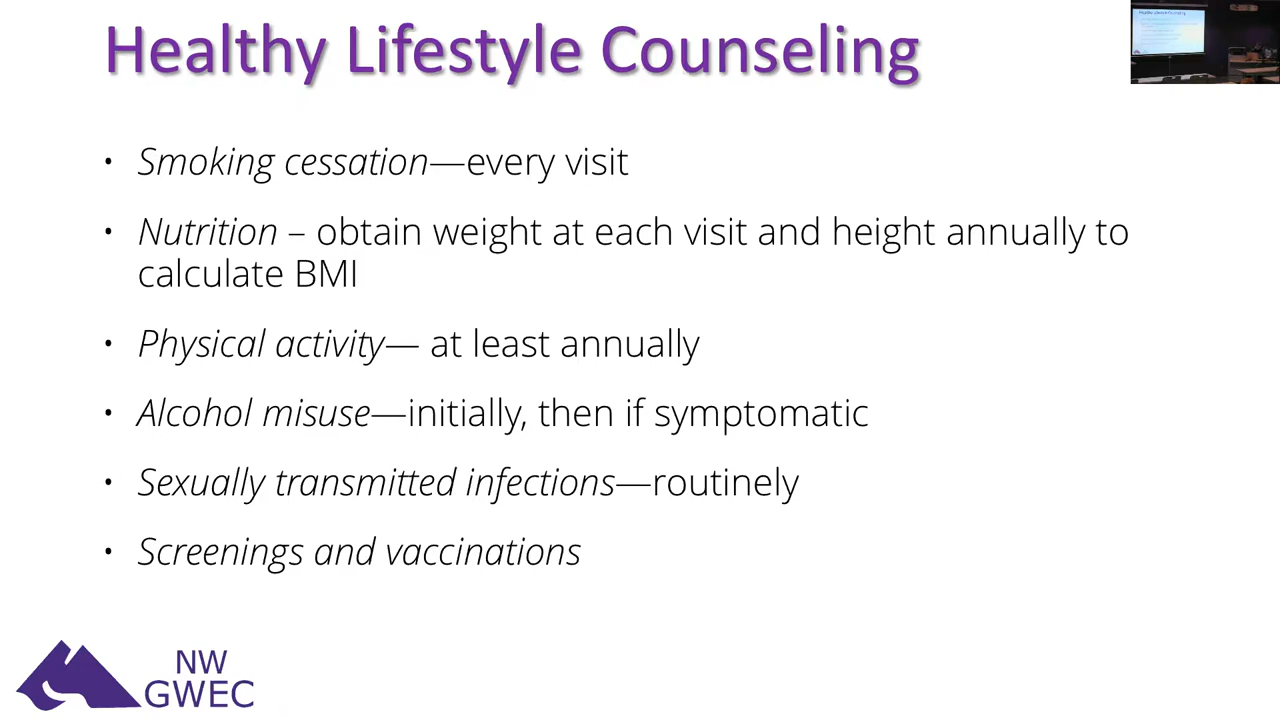 Healthy Lifestyle Counseling
• Smoking cessation—every visit
• Nutrition – obtain weight at each visit and height annually to
calculate BMI
• Physical activity— at least annually
• Alcohol misuse—initially, then if symptomatic
• Sexually transmitted infections—routinely
• Screenings and vaccinations
NW
GWEC